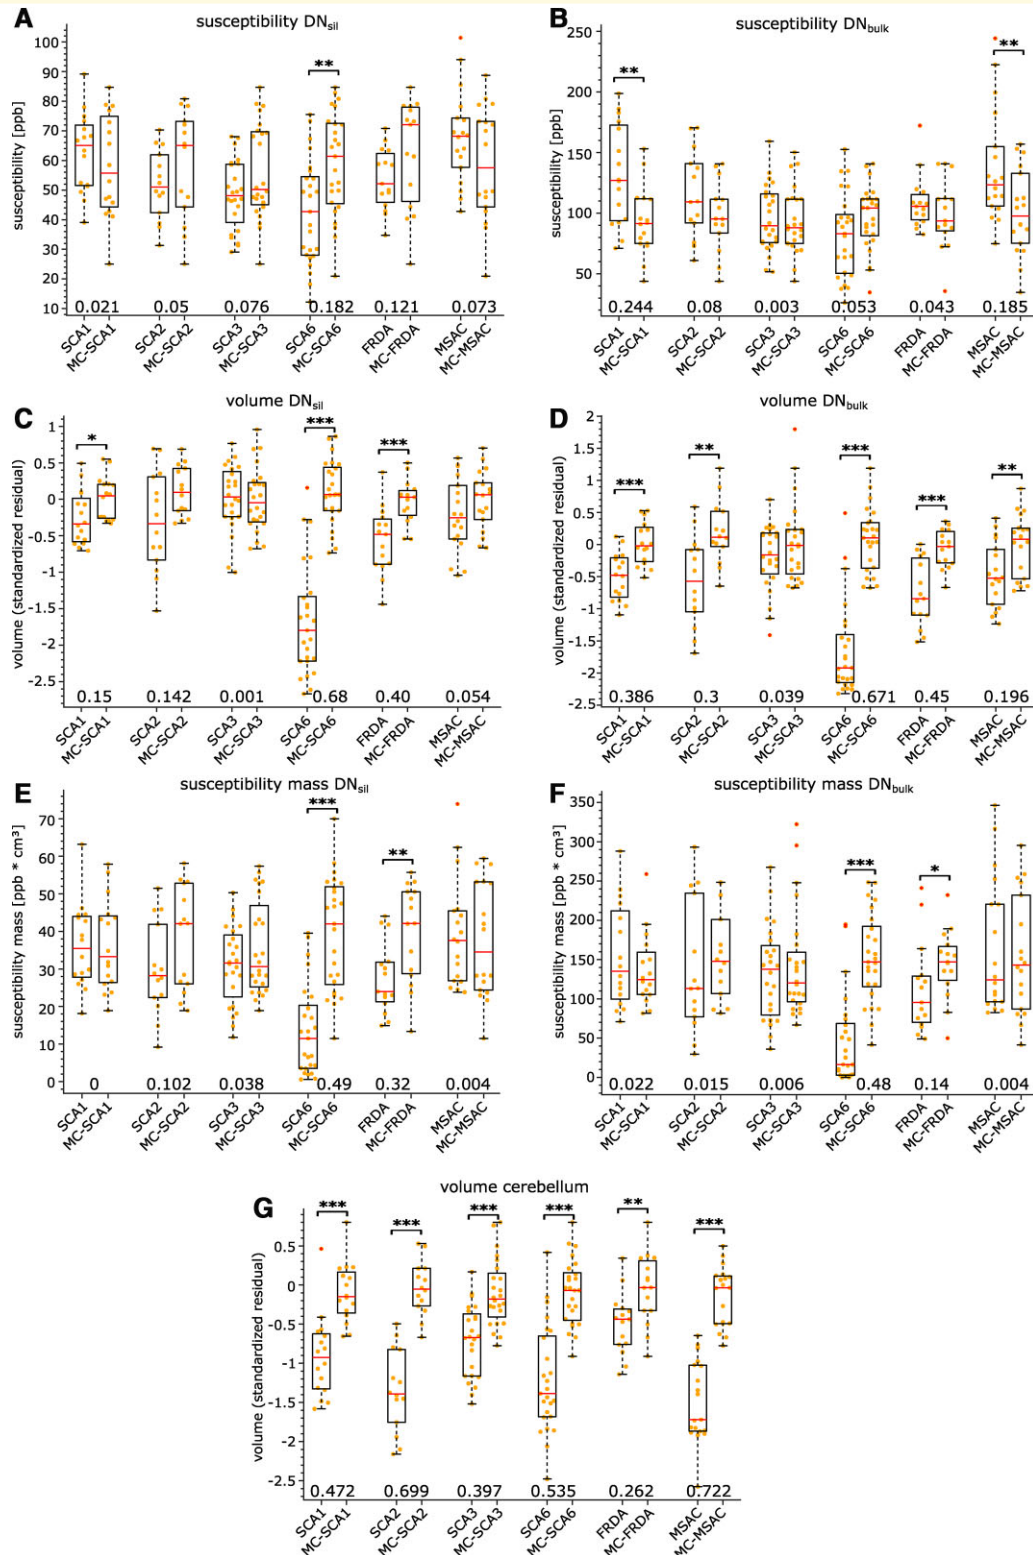 A
susceptibility DNsil
susceptibility [ppb]
100
90
80
70
60
50
40
30
20
10
**
0.021 0.05 0.076 0.182 0.121 0.073
SCA1 MC-SCA1 SCA2 MC-SCA2 SCA3 MC-SCA3 SCA6 MC-SCA6 FRDA MC-FRDA MSAC MC-MSAC
B
susceptibility DNbulk
susceptibility [ppb]
250
200
150
100
50
** **
0.244 0.08 0.003 0.053 0.043 0.185
SCA1 MC-SCA1 SCA2 MC-SCA2 SCA3 MC-SCA3 SCA6 MC-SCA6 FRDA MC-FRDA MSAC MC-MSAC
C
volume DNsil
volume (standardized residual)
1
0.5
0
-0.5
-1
-1.5
-2
-2.5
* *** ***
0.15 0.142 0.001 0.68 0.40 0.054
SCA1 MC-SCA1 SCA2 MC-SCA2 SCA3 MC-SCA3 SCA6 MC-SCA6 FRDA MC-FRDA MSAC MC-MSAC
D
volume DNbulk
volume (standardized residual)
2
1.5
1
0.5
0
-0.5
-1
-1.5
-2
-2.5
*** ** *** *** **
0.386 0.3 0.039 0.671 0.45 0.196
SCA1 MC-SCA1 SCA2 MC-SCA2 SCA3 MC-SCA3 SCA6 MC-SCA6 FRDA MC-FRDA MSAC MC-MSAC
E
susceptibility mass DNsil
susceptibility mass [ppb * cm³]
70
60
50
40
30
20
10
0
*** **
0 0.102 0.038 0.49 0.32 0.004
SCA1 MC-SCA1 SCA2 MC-SCA2 SCA3 MC-SCA3 SCA6 MC-SCA6 FRDA MC-FRDA MSAC MC-MSAC
F
susceptibility mass DNbulk
susceptibility mass [ppb * cm³]
350
300
250
200
150
100
50
0
*** *
0.022 0.015 0.006 0.48 0.14 0.004
SCA1 MC-SCA1 SCA2 MC-SCA2 SCA3 MC-SCA3 SCA6 MC-SCA6 FRDA MC-FRDA MSAC MC-MSAC
G
volume cerebellum
volume (standardized residual)
0.5
0
-0.5
-1
-1.5
-2
-2.5
*** *** *** *** ** ***
0.472 0.699 0.397 0.535 0.262 0.722
SCA1 MC-SCA1 SCA2 MC-SCA2 SCA3 MC-SCA3 SCA6 MC-SCA6 FRDA MC-FRDA MSAC MC-MSAC